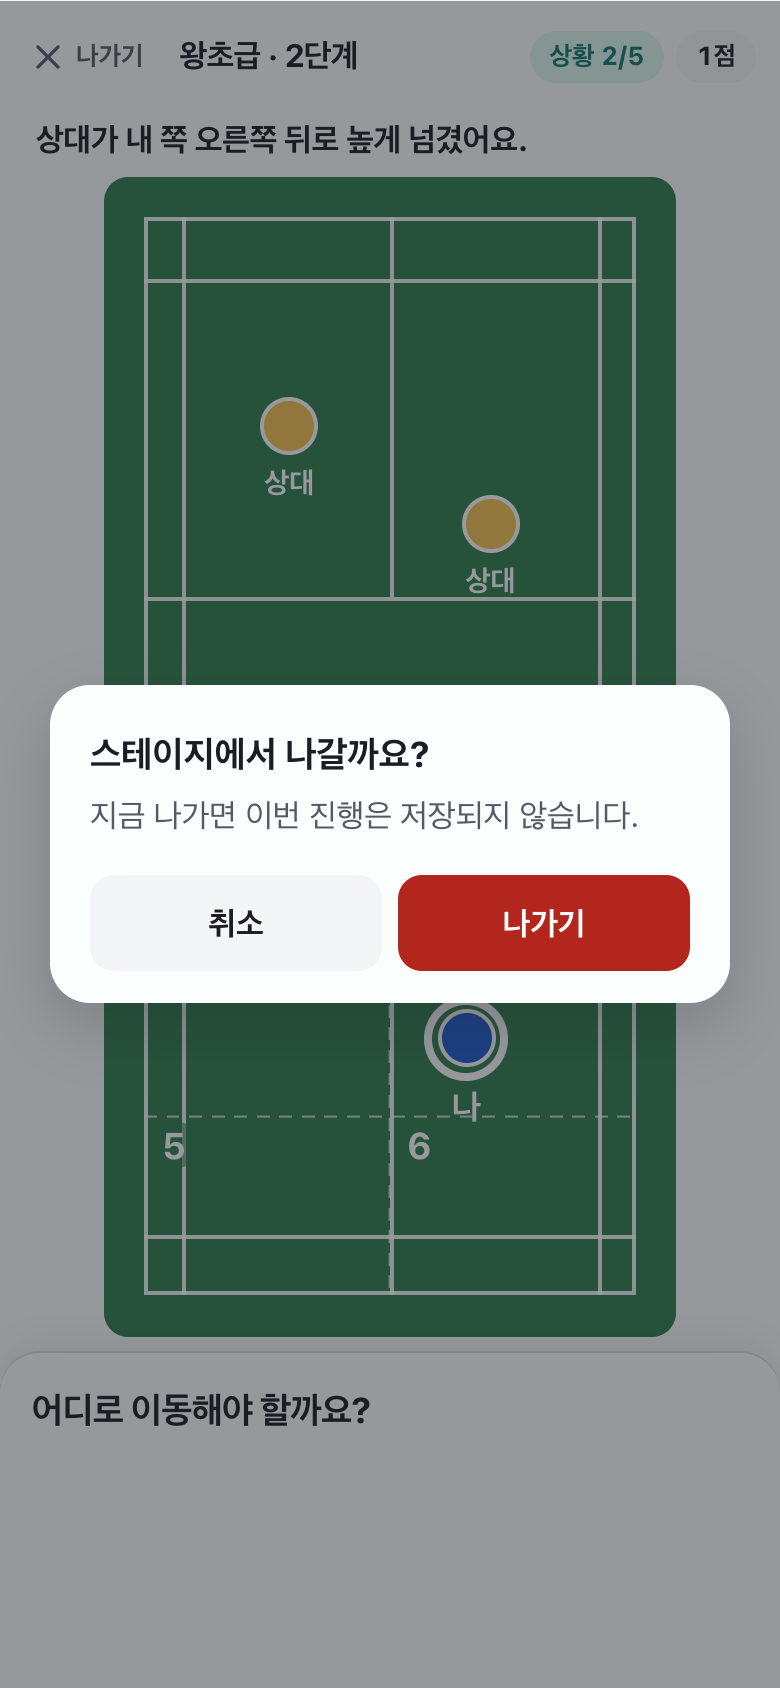 나가기 왕초급 · 2단계 상황 2/5 1점
상대가 내 쪽 오른쪽 뒤로 높게 넘겼어요.
상대
상대
스테이지에서 나갈까요?
지금 나가면 이번 진행은 저장되지 않습니다.
취소 나가기
나
5 6
어디로 이동해야 할까요?